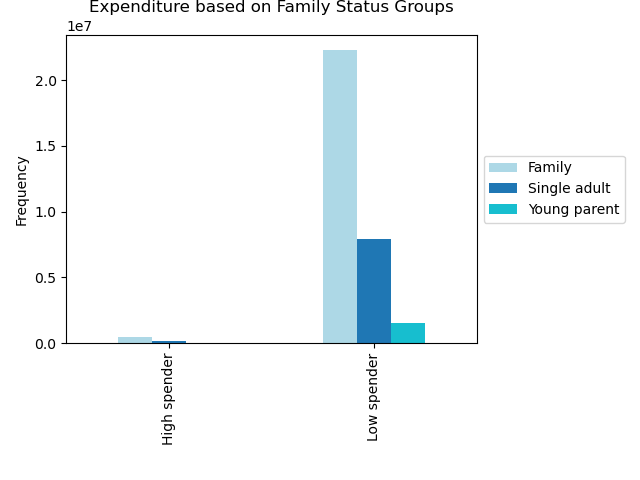 Expenditure based on Family Status Groups
1e7
2.0
1.5
1.0
0.5
0.0
Frequency
High spender
Low spender
Family
Single adult
Young parent